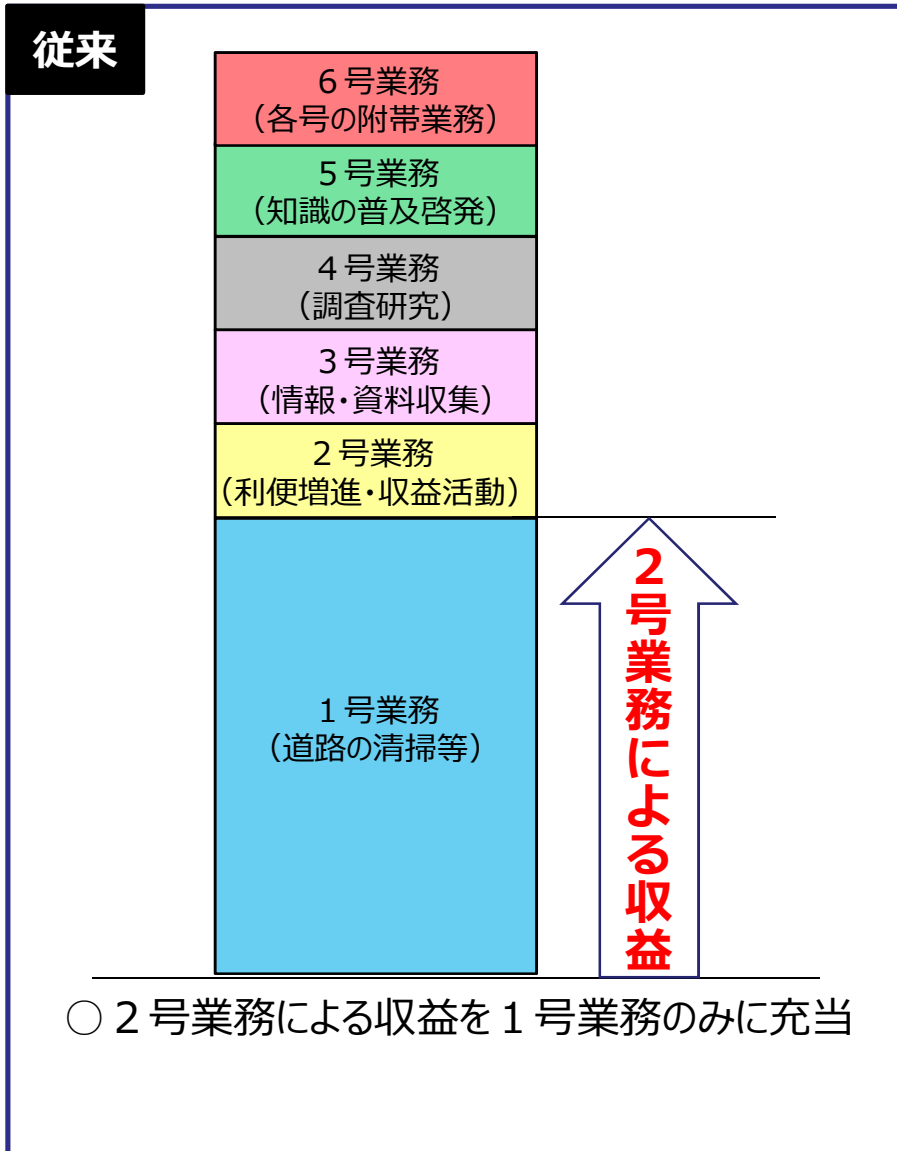 従来
６号業務
（各号の附帯業務）
５号業務
（知識の普及啓発）
４号業務
（調査研究）
３号業務
（情報・資料収集）
２号業務
（利便増進・収益活動）
１号業務
（道路の清掃等）
２号業務による収益
○２号業務による収益を１号業務のみに充当